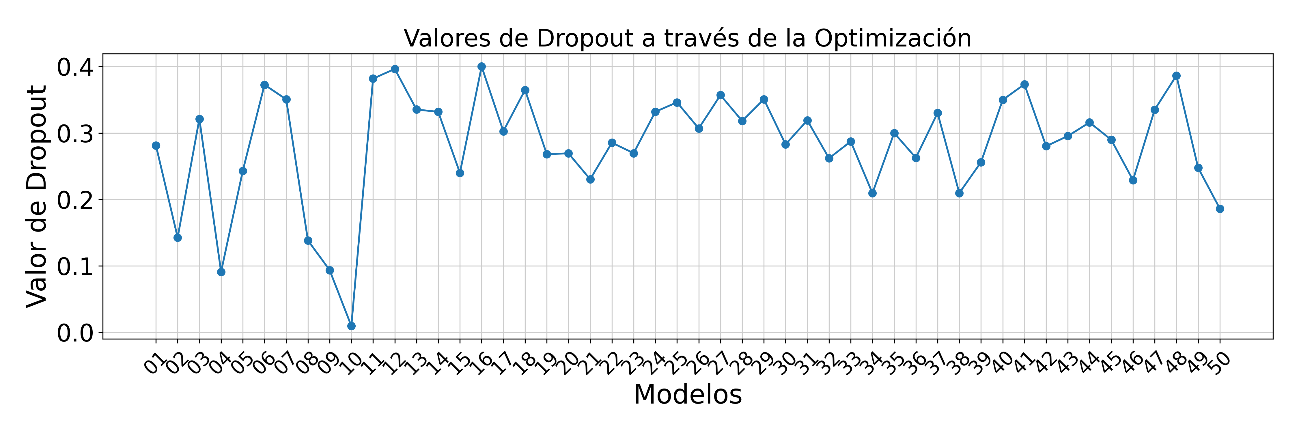 Valores de Dropout a través de la Optimización
Valor de Dropout
0.4
0.3
0.2
0.1
0.0
01 02 03 04 05 06 07 08 09 10 11 12 13 14 15 16 17 18 19 20 21 22 23 24 25 26 27 28 29 30 31 32 33 34 35 36 37 38 39 40 41 42 43 44 45 46 47 48 49 50
Modelos